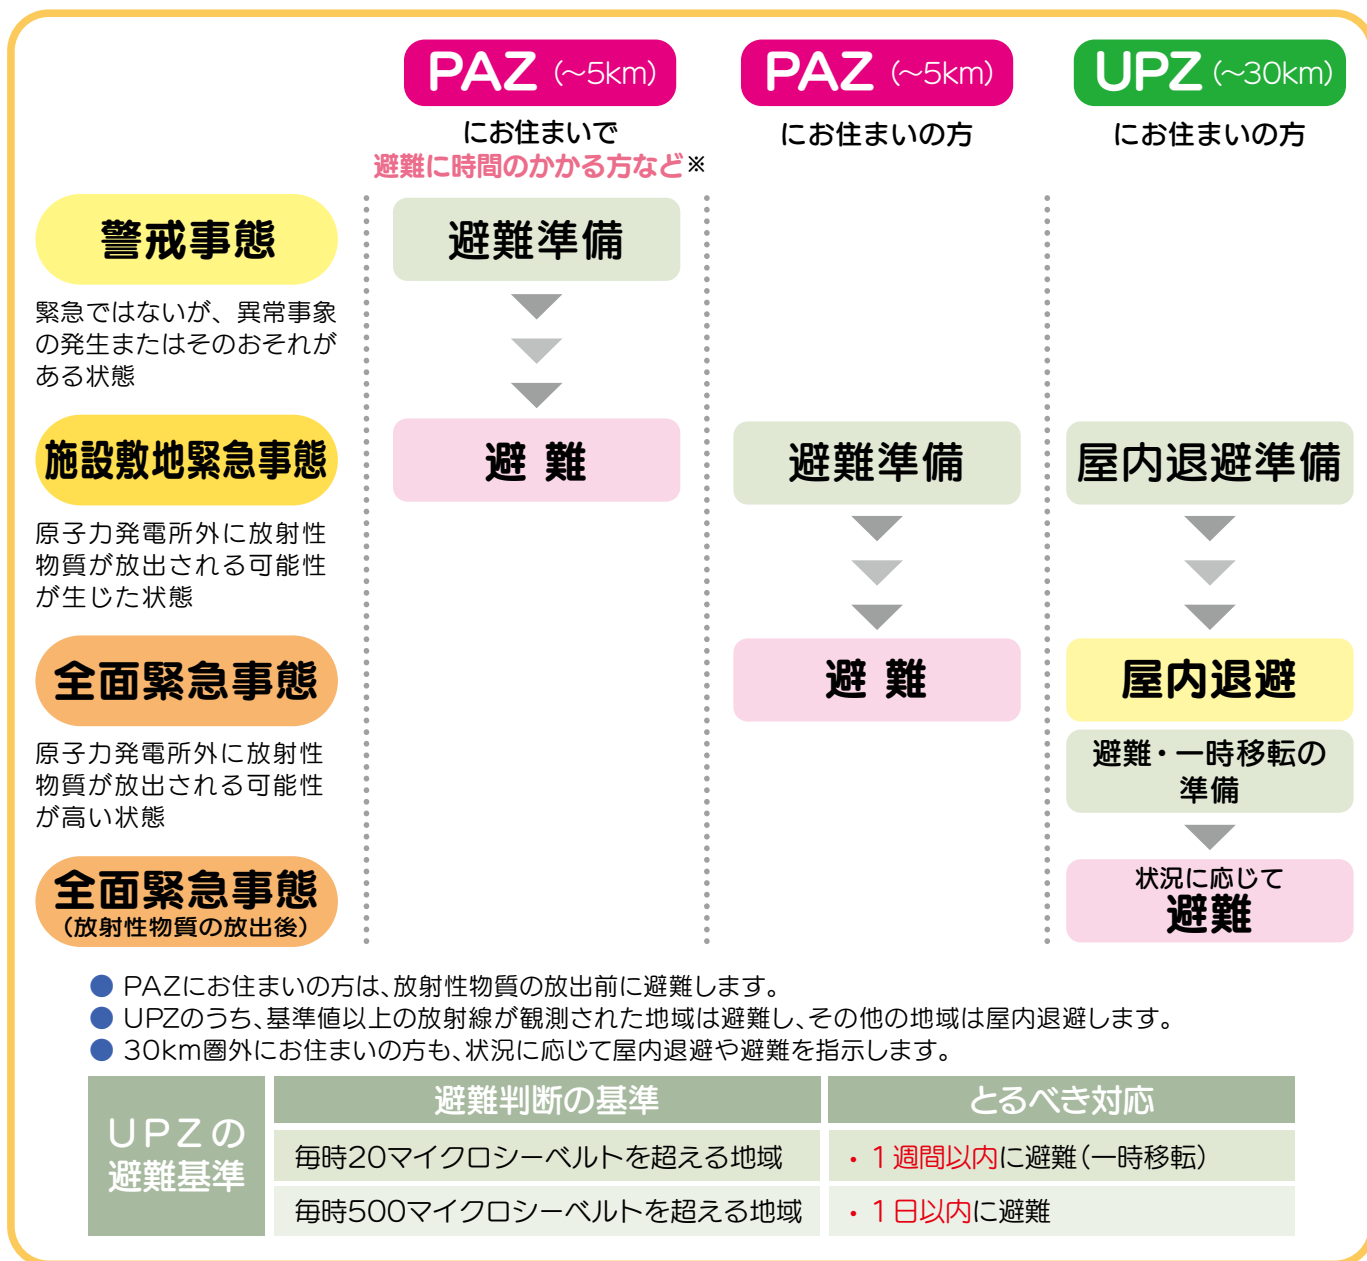 PAZ（～5km）
にお住まいで
避難に時間のかかる方など※
PAZ（～5km）
にお住まいの方
UPZ（～30km）
にお住まいの方
警戒事態
避難準備
緊急ではないが、異常事象
の発生またはそのおそれが
ある状態
施設敷地緊急事態
避 難
避難準備
屋内退避準備
原子力発電所外に放射性
物質が放出される可能性
が生じた状態
全面緊急事態
避 難
屋内退避
原子力発電所外に放射性
物質が放出される可能性
が高い状態
避難・一時移転の
準備
全面緊急事態
（放射性物質の放出後）
状況に応じて
避難
● PAZにお住まいの方は、放射性物質の放出前に避難します。
● UPZのうち、基準値以上の放射線が観測された地域は避難し、その他の地域は屋内退避します。
● 30km圏外にお住まいの方も、状況に応じて屋内退避や避難を指示します。
UPZの
避難基準
避難判断の基準
とるべき対応
毎時20マイクロシーベルトを超える地域
・1週間以内に避難（一時移転）
毎時500マイクロシーベルトを超える地域
・1日以内に避難